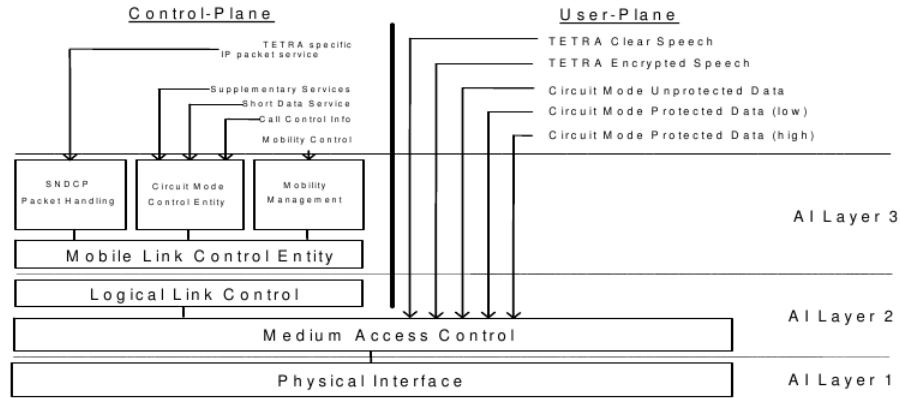 Control-Plane
User-Plane
TETRA specific
IP packet service
Supplementary Services
Short Data Service
Call Control Info
Mobility Control
TETRA Clear Speech
TETRA Encrypted Speech
Circuit Mode Unprotected Data
Circuit Mode Protected Data (low)
Circuit Mode Protected Data (high)
SNDCP
Packet Handling
Circuit Mode
Control Entity
Mobility
Management
AI Layer 3
Mobile Link Control Entity
Logical Link Control
AI Layer 2
Medium Access Control
Physical Interface
AI Layer 1